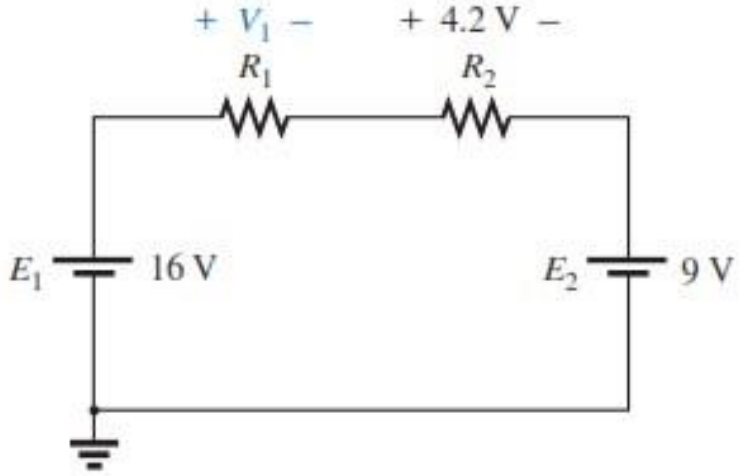 + V₁ − + 4.2 V −
R₁ R₂
E₁ 16 V E₂ 9 V